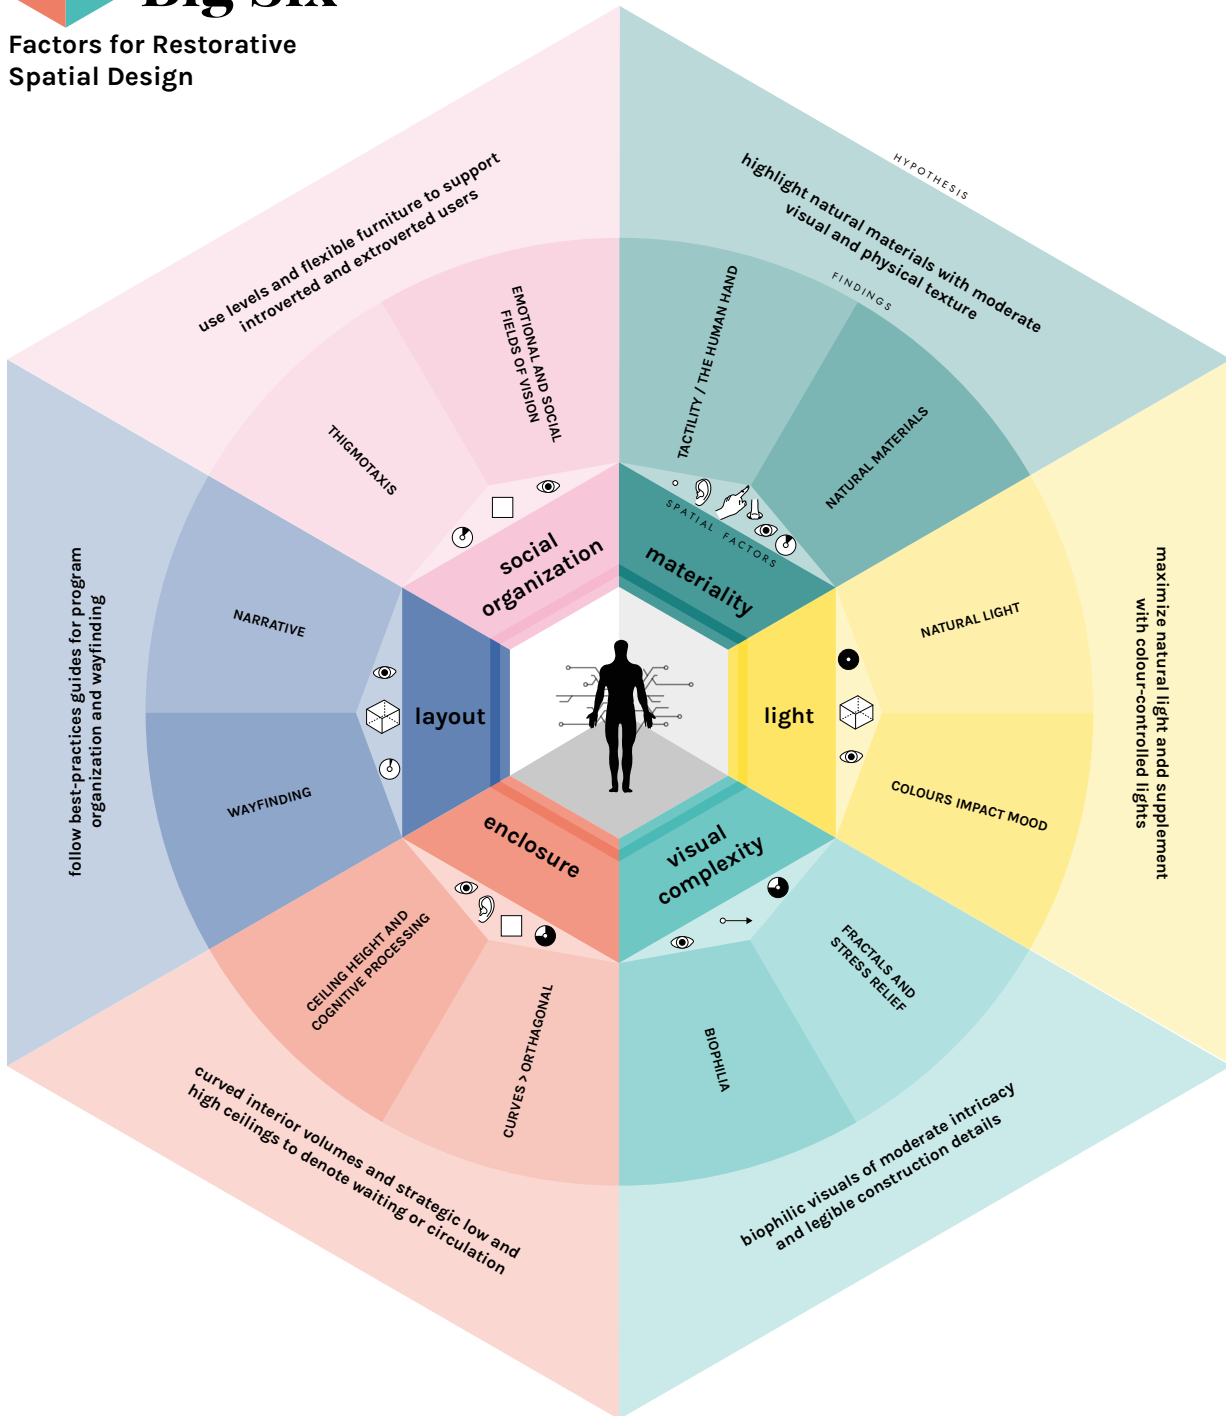 Big Six
Factors for Restorative
Spatial Design
use levels and flexible furniture to support
introverted and extroverted users
EMOTIONAL AND SOCIAL
FIELDS OF VISION
THIGMOTAXIS
social
organization
HYPOTHESIS
highlight natural materials with moderate
visual and physical texture
FINDINGS
TACTILITY / THE HUMAN HAND
NATURAL MATERIALS
SPATIAL FACTORS
materiality
maximize natural light andd supplement
with colour-controlled lights
NATURAL LIGHT
COLOURS IMPACT MOOD
light
visual
complexity
FRACTALS AND
STRESS RELIEF
BIOPHILIA
biophilic visuals of moderate intricacy
and legible construction details
enclosure
CEILING HEIGHT AND
COGNITIVE PROCESSING
CURVES > ORTHAGONAL
curved interior volumes and strategic low and
high ceilings to denote waiting or circulation
layout
NARRATIVE
WAYFINDING
follow best-practices guides for program
organization and wayfinding